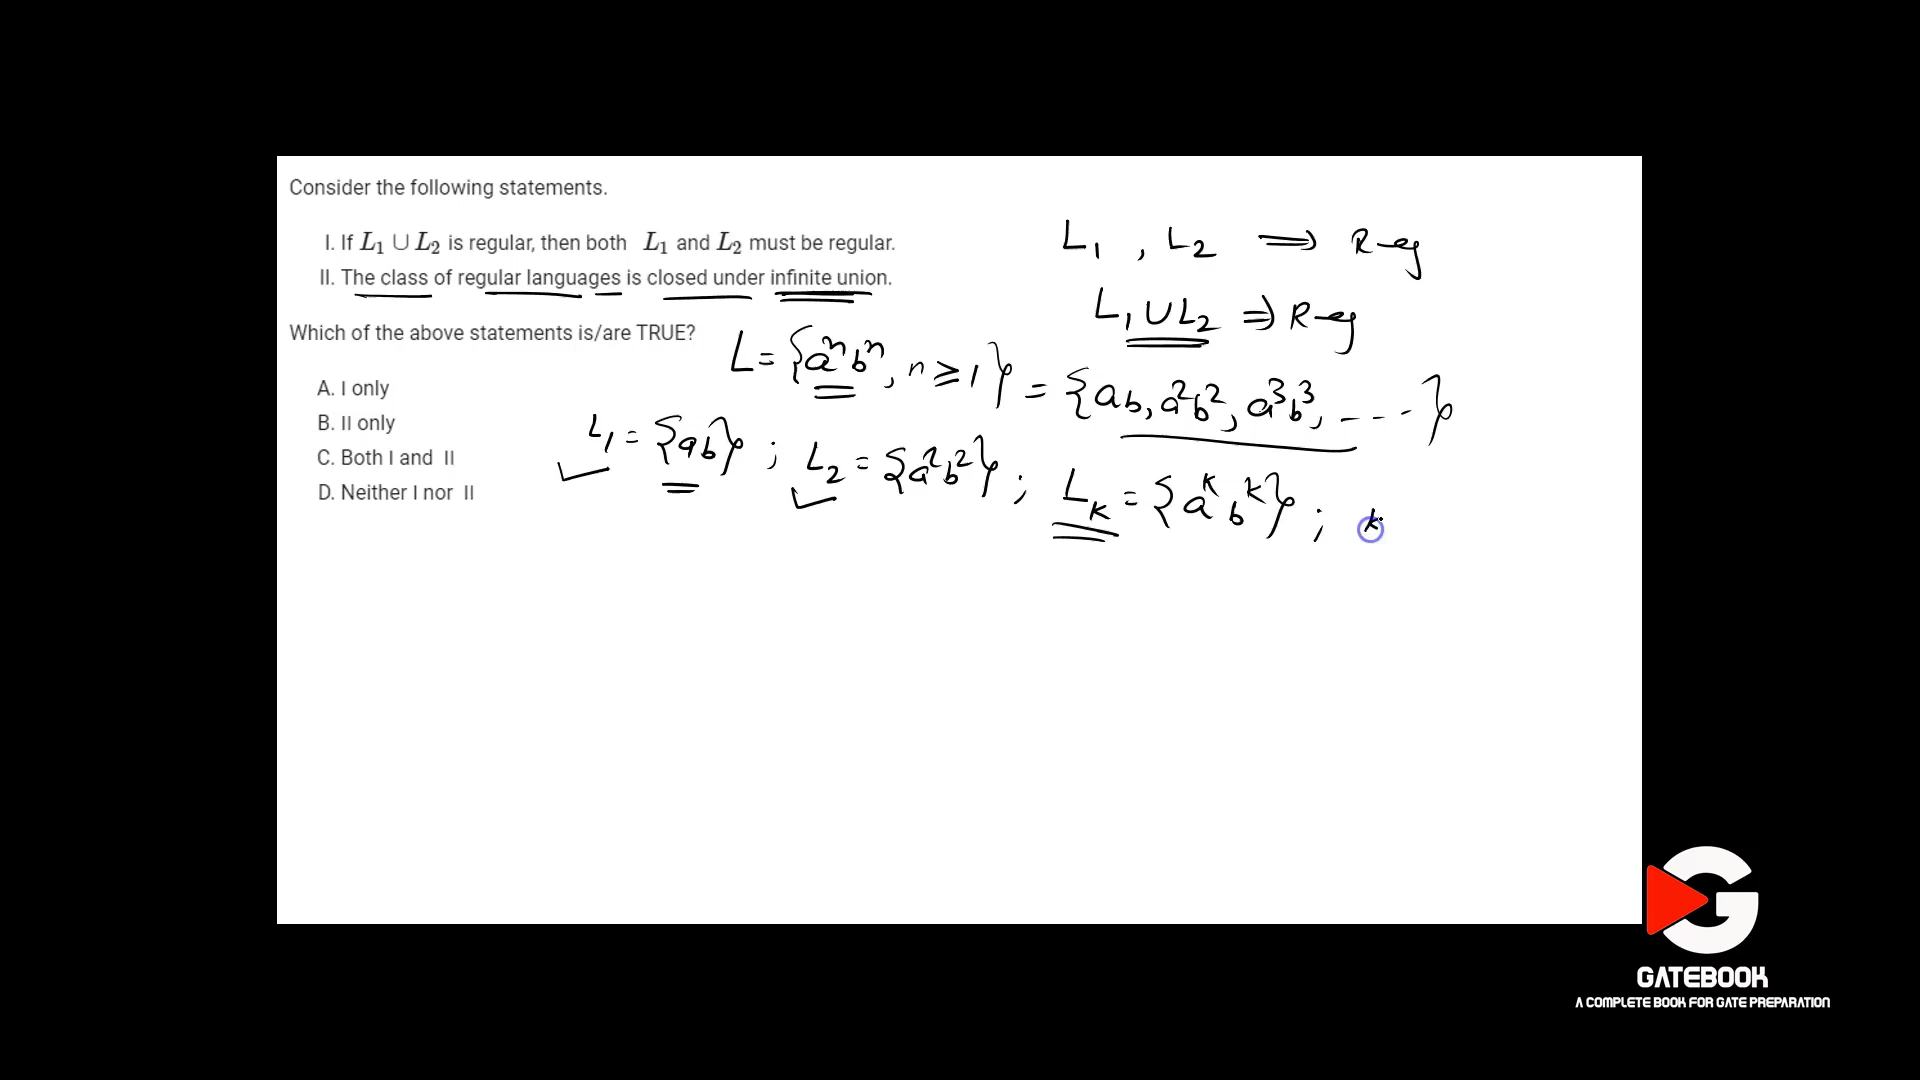 Consider the following statements.
I. If L₁ ∪ L₂ is regular, then both L₁ and L₂ must be regular.
II. The class of regular languages is closed under infinite union.
Which of the above statements is/are TRUE?
A. I only
B. II only
C. Both I and II
D. Neither I nor II
L₁ , L₂ ⟹ Reg
L₁ ∪ L₂ ⟹ Reg
L = {aⁿbⁿ, n ≥ 1} = {ab, a²b², a³b³, ----}
L₁ = {ab} ; L₂ = {a²b²} ; Lₖ = {aᵏbᵏ} ; k
GATEBOOK
A COMPLETE BOOK FOR GATE PREPARATION